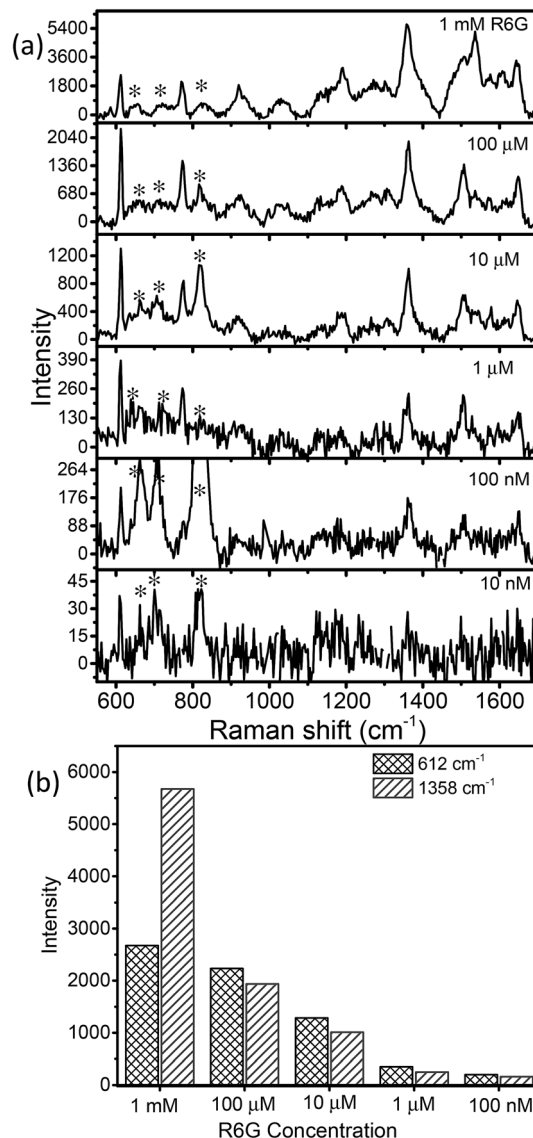 (a)
1 mM R6G
5400
3600
1800
0
* * *
100 μM
2040
1360
680
0
* * *
10 μM
1200
800
400
0
* * *
Intensity
1 μM
390
260
130
0
* * *
100 nM
264
176
88
0
* * *
10 nM
45
30
15
0
* * *
600 800 1000 1200 1400 1600
Raman shift (cm⁻¹)
(b)
612 cm⁻¹
1358 cm⁻¹
6000
5000
4000
3000
2000
1000
0
Intensity
1 mM 100 μM 10 μM 1 μM 100 nM
R6G Concentration